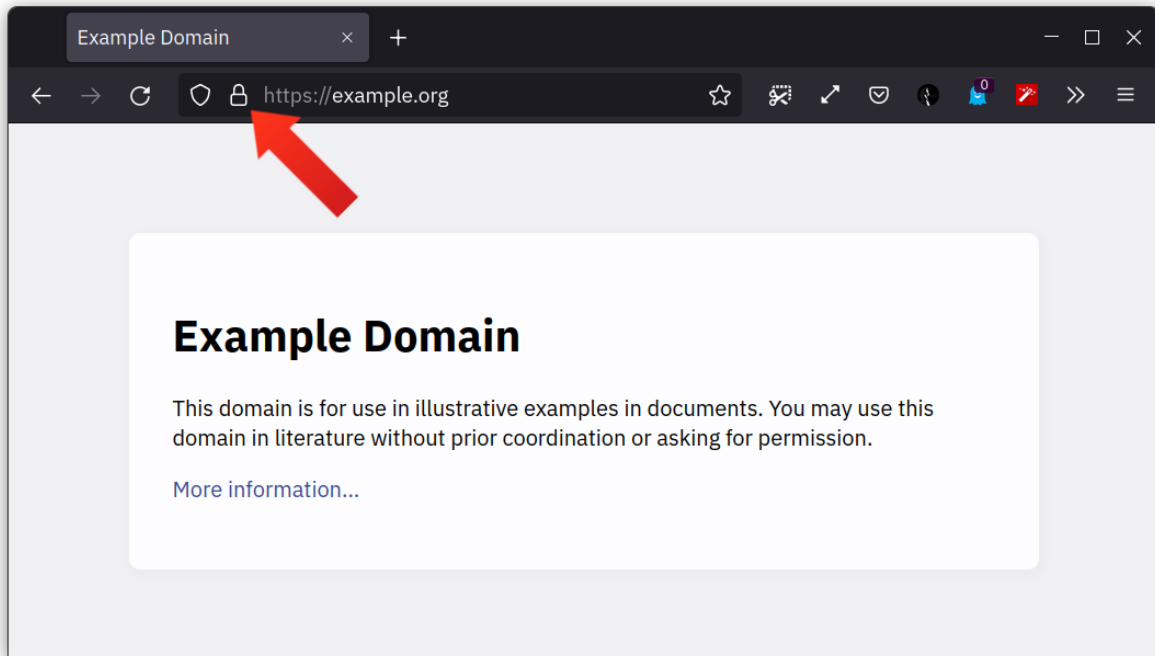 Example Domain
https://example.org
0
Example Domain
This domain is for use in illustrative examples in documents. You may use this
domain in literature without prior coordination or asking for permission.
More information...